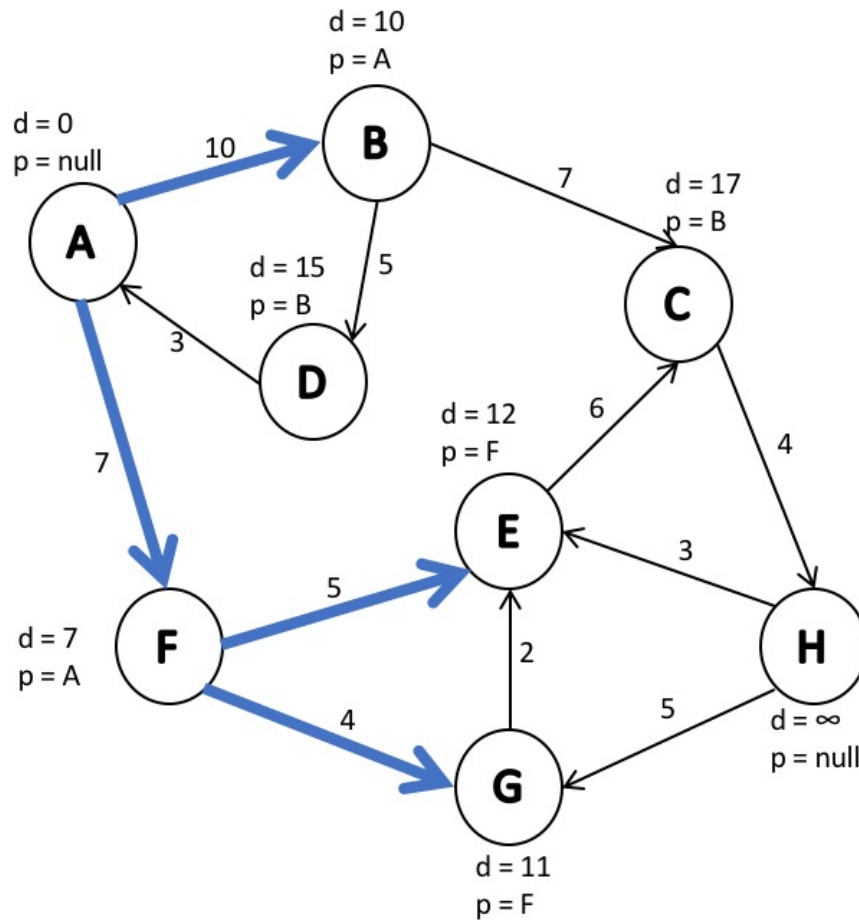 d = 10
p = A
B
d = 0
p = null
10
A
7
d = 17
p = B
5
d = 15
p = B
C
3
D
6
d = 12
p = F
4
7
E
3
5
d = 7
p = A
F
2
H
4
5
d = ∞
p = null
G
d = 11
p = F